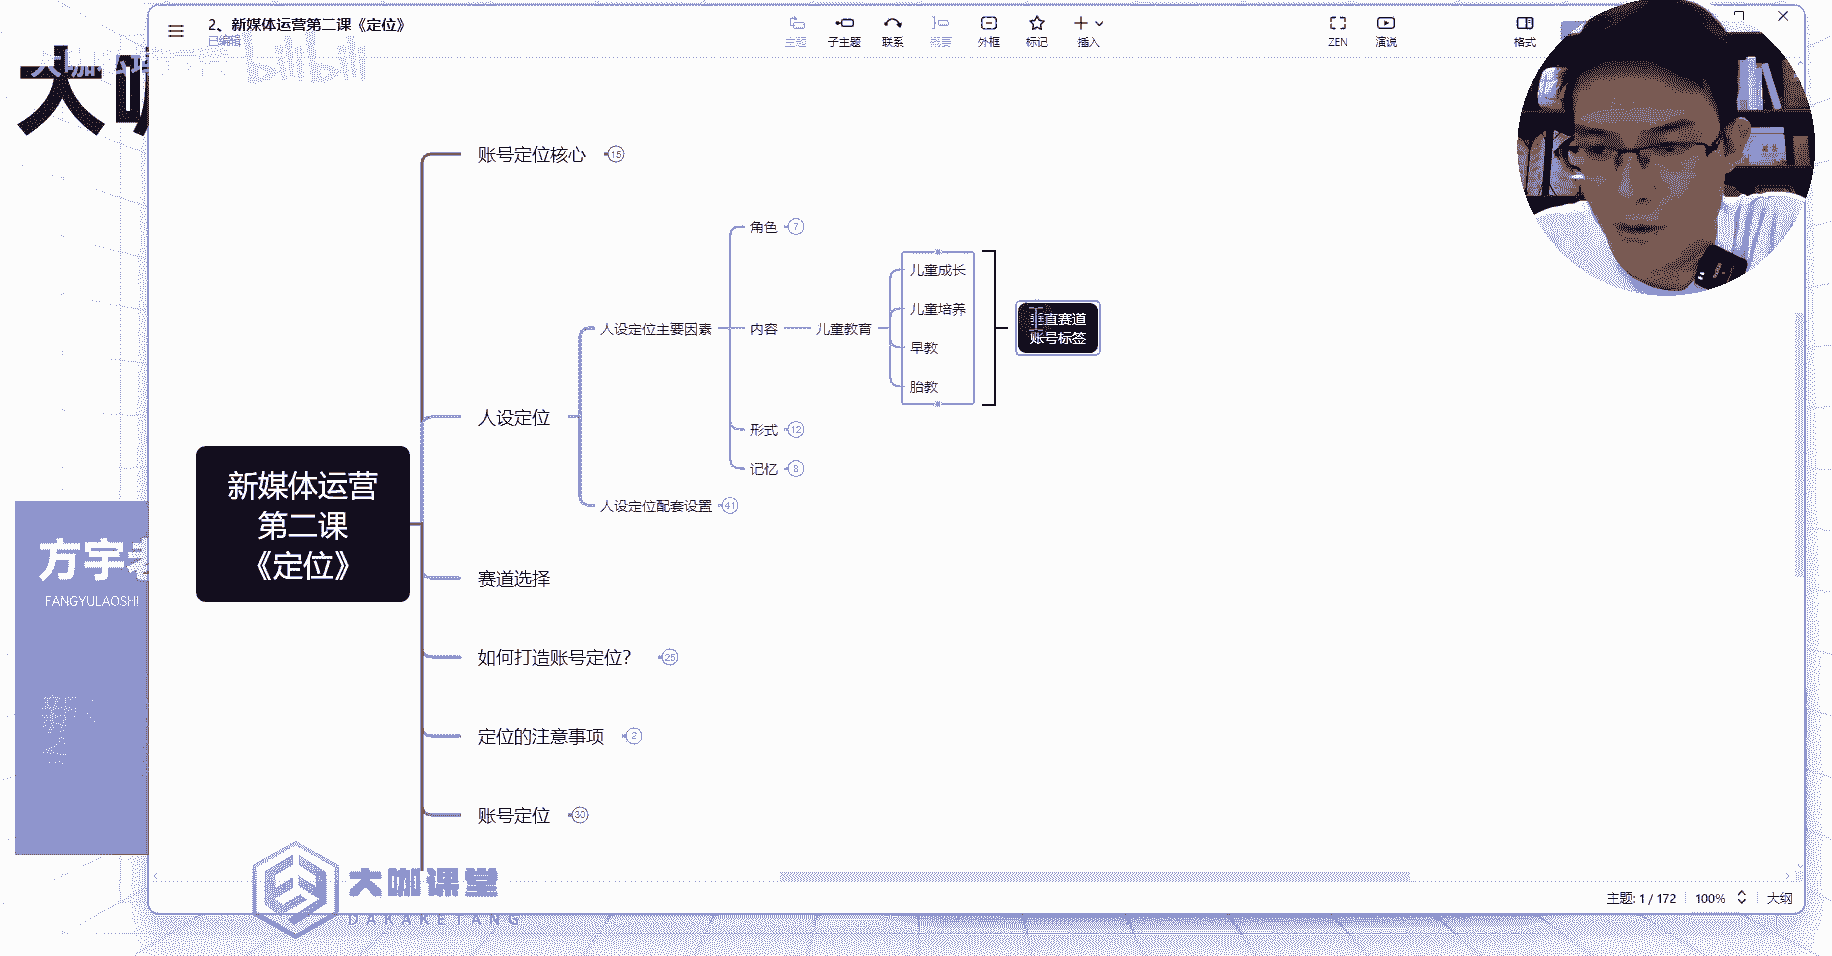 2、新媒体运营第二课《定位》
已编辑
主题
子主题
联系
概要
外框
标记
插入
ZEN
演说
格式
bilibili
大咖
账号定位核心
15
角色
7
儿童成长
儿童培养
早教
胎教
垂直赛道
账号标签
人设定位主要因素
内容
儿童教育
人设定位
形式
12
记忆
8
人设定位配套设置
41
新媒体运营
第二课
《定位》
赛道选择
如何打造账号定位？
25
定位的注意事项
2
账号定位
30
方宇老
FANGYULAOSHI
大咖课堂
DAKAKETANG
主题: 1 / 172
100%
大纲